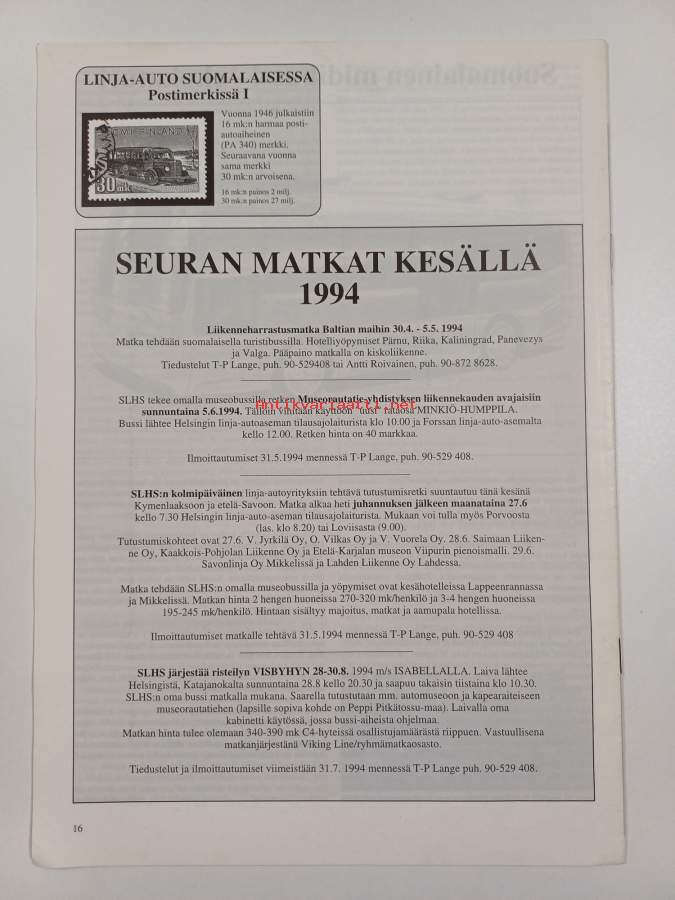 LINJA-AUTO SUOMALAISESSA
Postimerkissä I
Vuonna 1946 julkaistiin
16 mk:n harmaa posti-
autoaiheinen
(PA 340) merkki.
Seuraavana vuonna
sama merkki
30 mk:n arvoisena.
16 mk:n painos 2 milj.
30 mk:n painos 27 milj.
30 mk
SEURAN MATKAT KESÄLLÄ
1994
Liikenneharrastusmatka Baltian maihin 30.4. - 5.5. 1994
Matka tehdään suomalaisella turistibussilla. Hotelliyöpymiset Pärnu, Riika, Kaliningrad, Panevezys
ja Valga. Pääpaino matkalla on kiskoliikenne.
Tiedustelut T-P Lange, puh. 90-529408 tai Antti Roivainen, puh. 90-872 8628.
SLHS tekee omalla museobussilla retken Museorautatie-yhdistyksen liikennekauden avajaisiin
antikvariaatti.net
sunnuntaina 5.6.1994. Tällöin vihitään käyttöön "uusi" rataosa MINKIÖ-HUMPPILA.
Bussi lähtee Helsingin linja-autoaseman tilausajolaiturista klo 10.00 ja Forssan linja-auto-asemalta
kello 12.00. Retken hinta on 40 markkaa.
Ilmoittautumiset 31.5.1994 mennessä T-P Lange, puh. 90-529 408.
SLHS:n kolmipäiväinen linja-autoyrityksiin tehtävä tutustumisretki suuntautuu tänä kesänä
Kymenlaaksoon ja etelä-Savoon. Matka alkaa heti juhannuksen jälkeen maanataina 27.6
kello 7.30 Helsingin linja-auto-aseman tilausajolaiturista. Mukaan voi tulla myös Porvoosta
(las. klo 8.20) tai Loviisasta (9.00).
Tutustumiskohteet ovat 27.6. V. Jyrkilä Oy, O. Vilkas Oy ja V. Vuorela Oy. 28.6. Saimaan Liiken-
ne Oy, Kaakkois-Pohjolan Liikenne Oy ja Etelä-Karjalan museon Viipurin pienoismalli. 29.6.
Savonlinja Oy Mikkelissä ja Lahden Liikenne Oy Lahdessa.
Matka tehdään SLHS:n omalla museobussilla ja yöpymiset ovat kesähotelleissa Lappeenrannassa
ja Mikkelissä. Matkan hinta 2 hengen huoneissa 270-320 mk/henkilö ja 3-4 hengen huoneissa
195-245 mk/henkilö. Hintaan sisältyy majoitus, matkat ja aamupala hotellissa.
Ilmoittautumiset matkalle tehtävä 31.5.1994 mennessä T-P Lange, puh. 90-529 408
SLHS järjestää risteilyn VISBYHYN 28-30.8. 1994 m/s ISABELLALLA. Laiva lähtee
Helsingistä, Katajanokalta sunnuntaina 28.8 kello 20.30 ja saapuu takaisin tiistaina klo 10.30.
SLHS:n oma bussi matkalla mukana. Saarella tutustutaan mm. automuseoon ja kapearaiteiseen
museorautatiehen (lapsille sopiva kohde on Peppi Pitkätossu-maa). Laivalla oma
kabinetti käytössä, jossa bussi-aiheista ohjelmaa.
Matkan hinta tulee olemaan 340-390 mk C4-hyteissä osallistujamäärästä riippuen. Vastuullisena
matkanjärjestänä Viking Line/ryhmämatkaosasto.
Tiedustelut ja ilmoittautumiset viimeistään 31.7. 1994 mennessä T-P Lange puh. 90-529 408.
16